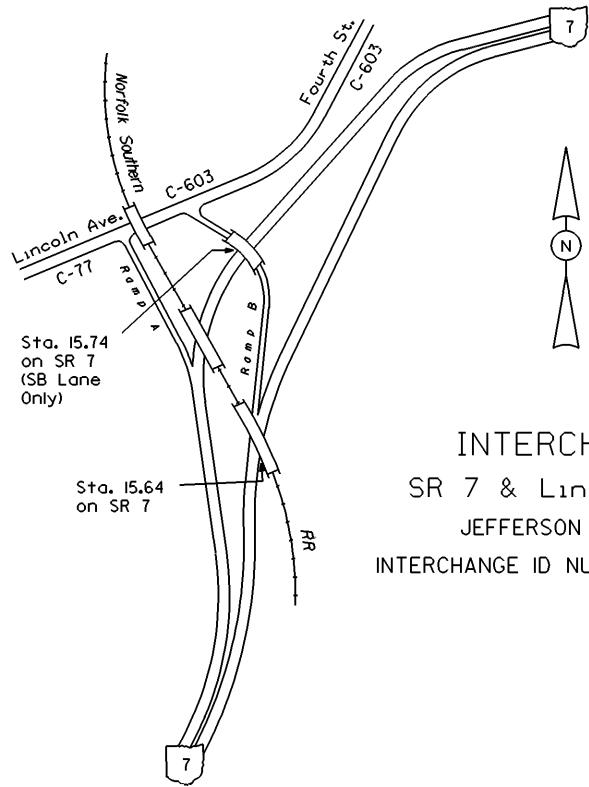 7
Fourth St.
C-603
Norfolk Southern
C-603
Lincoln Ave.
C-77
Ramp A
Ramp B
N
Sta. 15.74
on SR 7
(SB Lane
Only)
Sta. 15.64
on SR 7
RR
INTERCH
SR 7 & Lin
JEFFERSON
INTERCHANGE ID NU
7